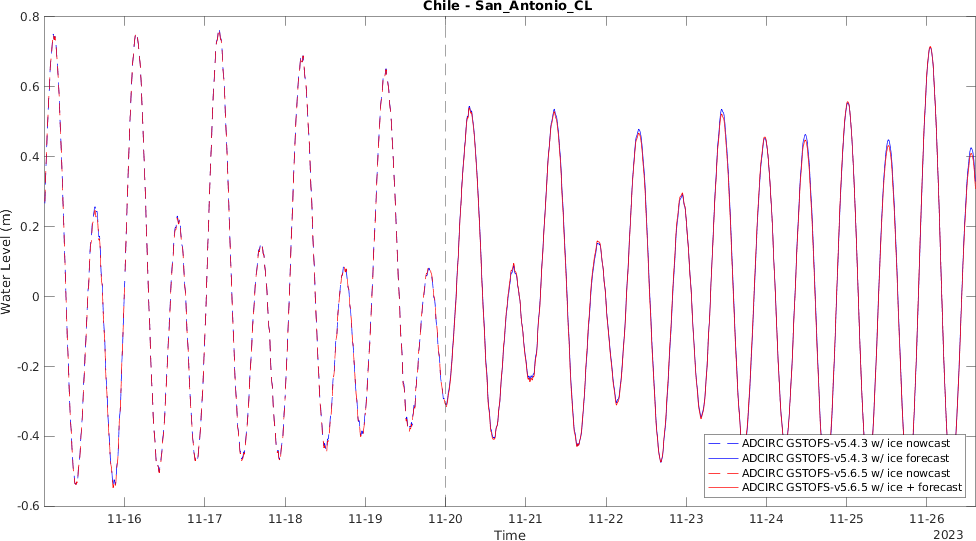 Chile - San_Antonio_CL
0.8
0.6
0.4
0.2
0
-0.2
-0.4
-0.6
Water Level (m)
ADCIRC GSTOFS-v5.4.3 w/ ice nowcast
ADCIRC GSTOFS-v5.4.3 w/ ice forecast
ADCIRC GSTOFS-v5.6.5 w/ ice nowcast
ADCIRC GSTOFS-v5.6.5 w/ ice + forecast
11-16 11-17 11-18 11-19 11-20 11-21 11-22 11-23 11-24 11-25 11-26
Time
2023